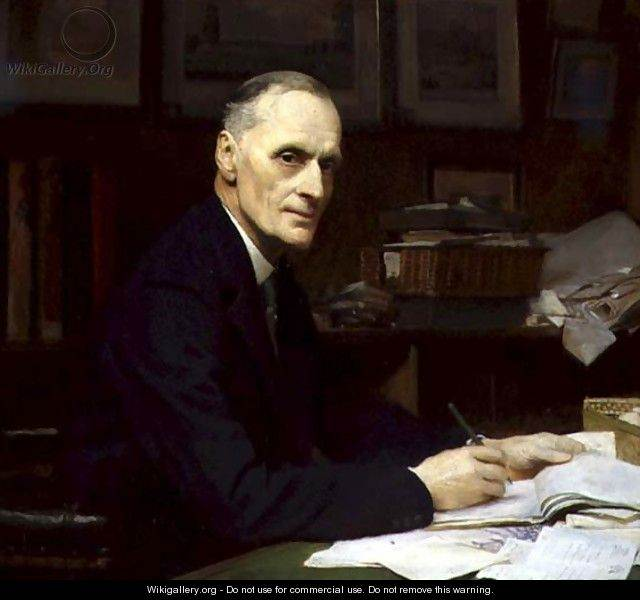 WikiGallery.Org
Wikigallery.org - Do not use for commercial use. Do not remove this warning.